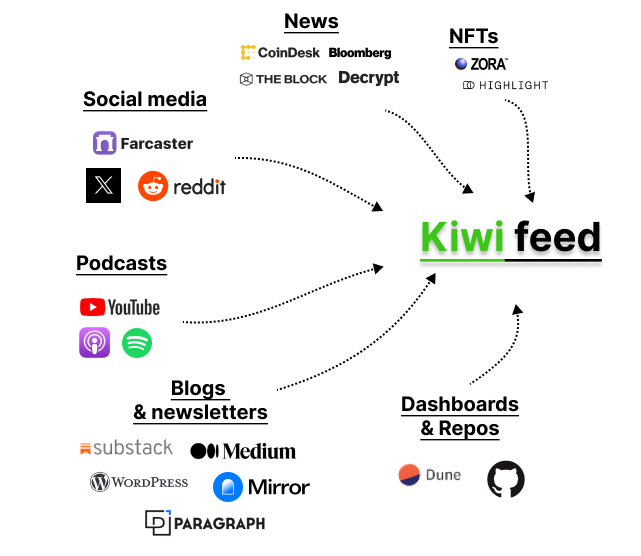 News
CoinDesk Bloomberg
THE BLOCK Decrypt
NFTs
ZORA™
HIGHLIGHT
Social media
Farcaster
X reddit
Kiwi feed
Podcasts
YouTube
Blogs
& newsletters
substack Medium
WORDPRESS Mirror
PARAGRAPH
Dashboards
& Repos
Dune